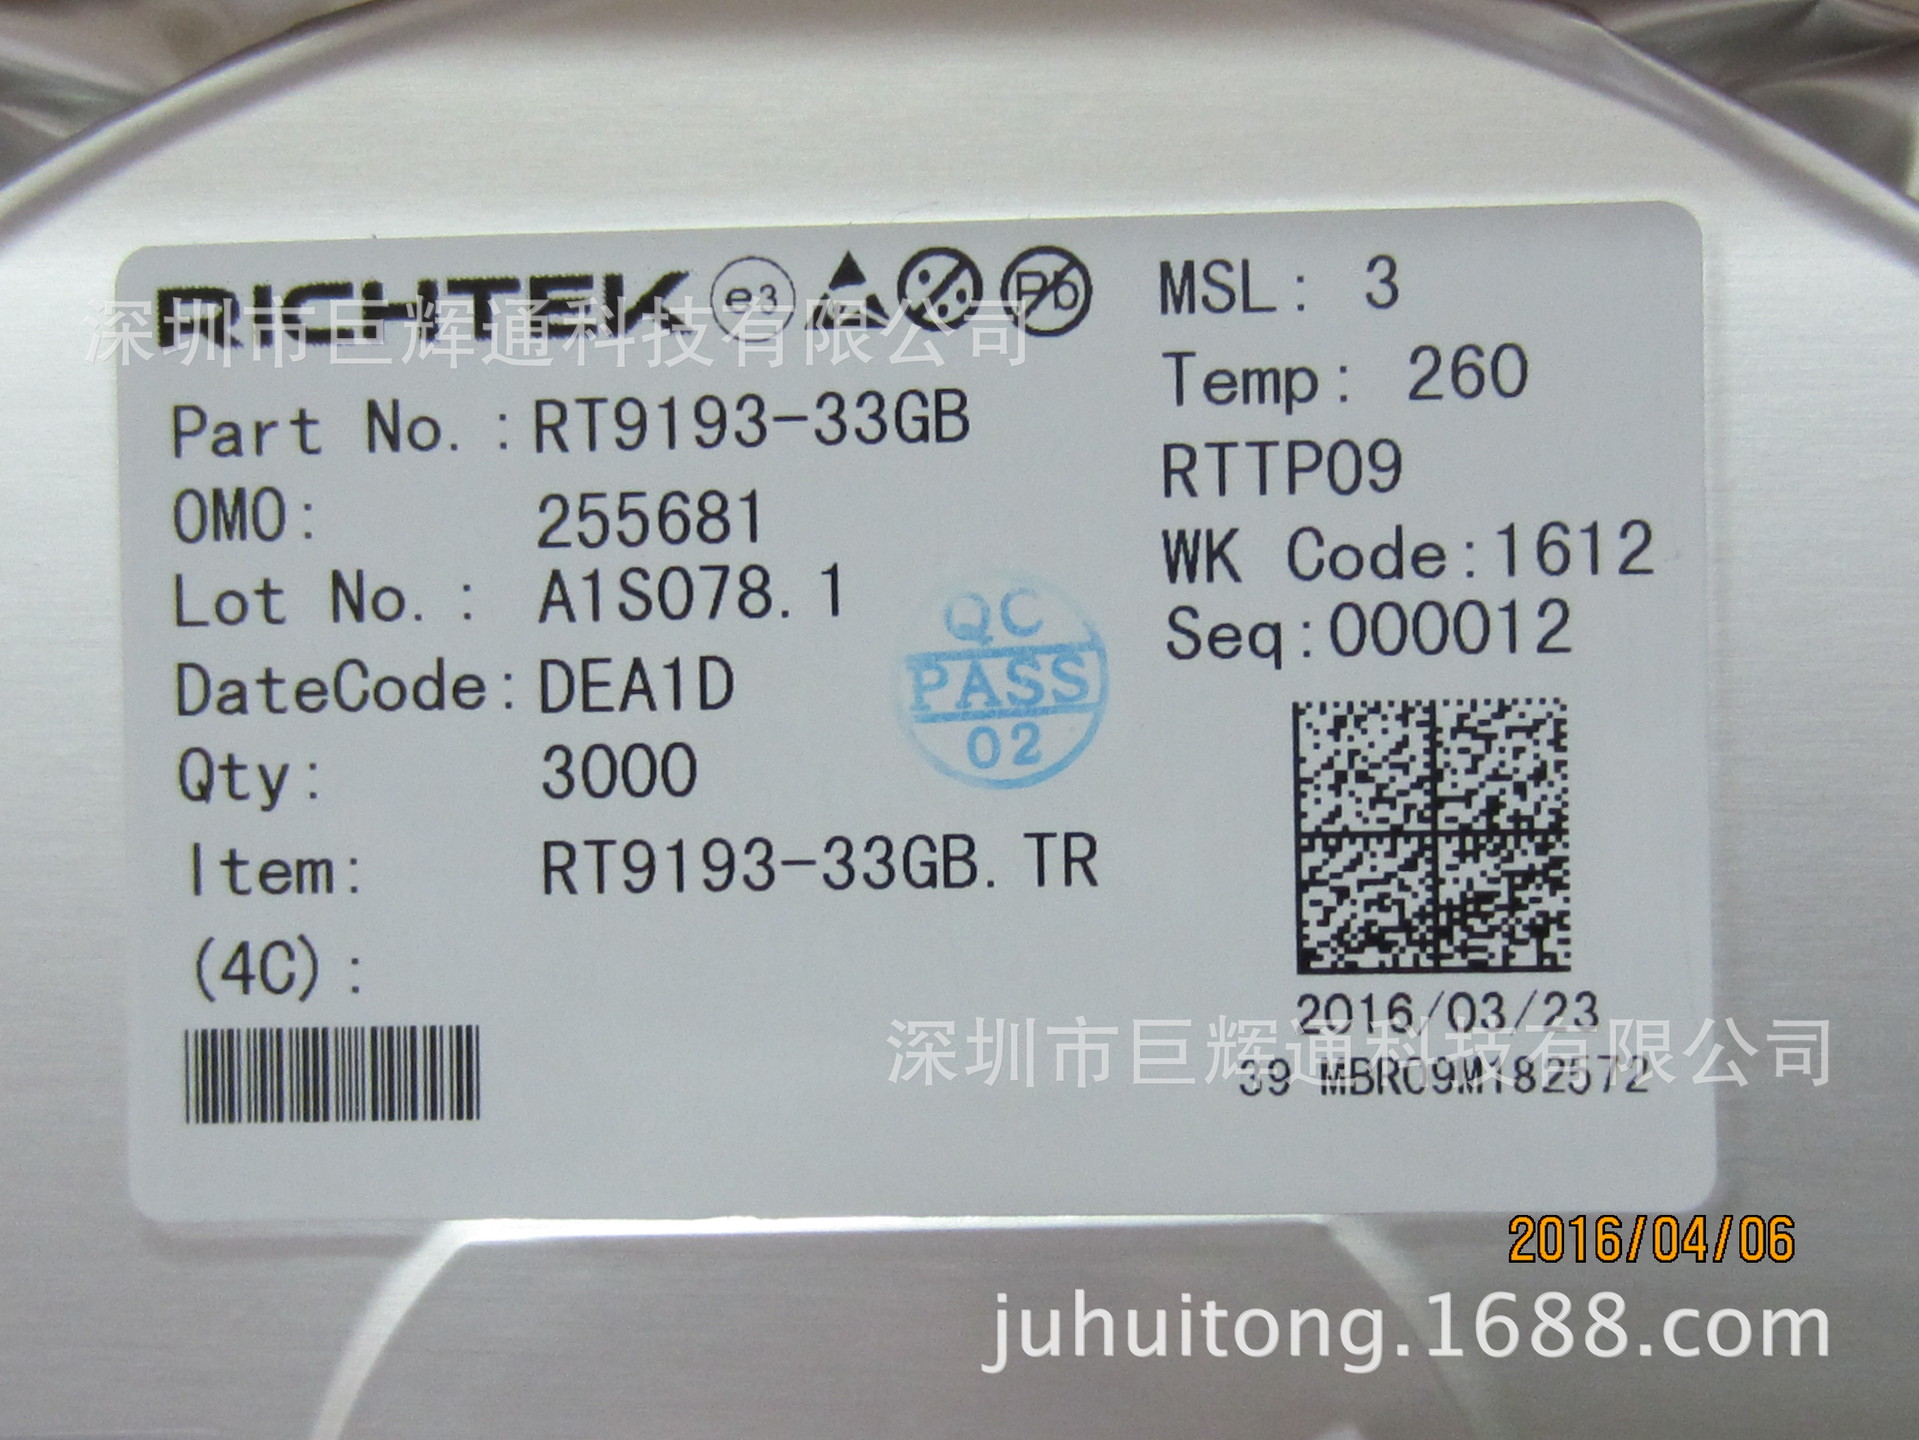 RICHTEK e3 Pb
深圳市巨辉通科技有限公司
Part No.: RT9193-33GB
OMO: 255681
Lot No.: A1S078.1
DateCode: DEA1D
Qty: 3000
Item: RT9193-33GB.TR
(4C):
MSL: 3
Temp: 260
RTTP09
WK Code:1612
Seq:000012
QC
PASS
02
2016/03/23
深圳市巨辉通科技有限公司
39 MBR09M182572
2016/04/06
juhuitong.1688.com